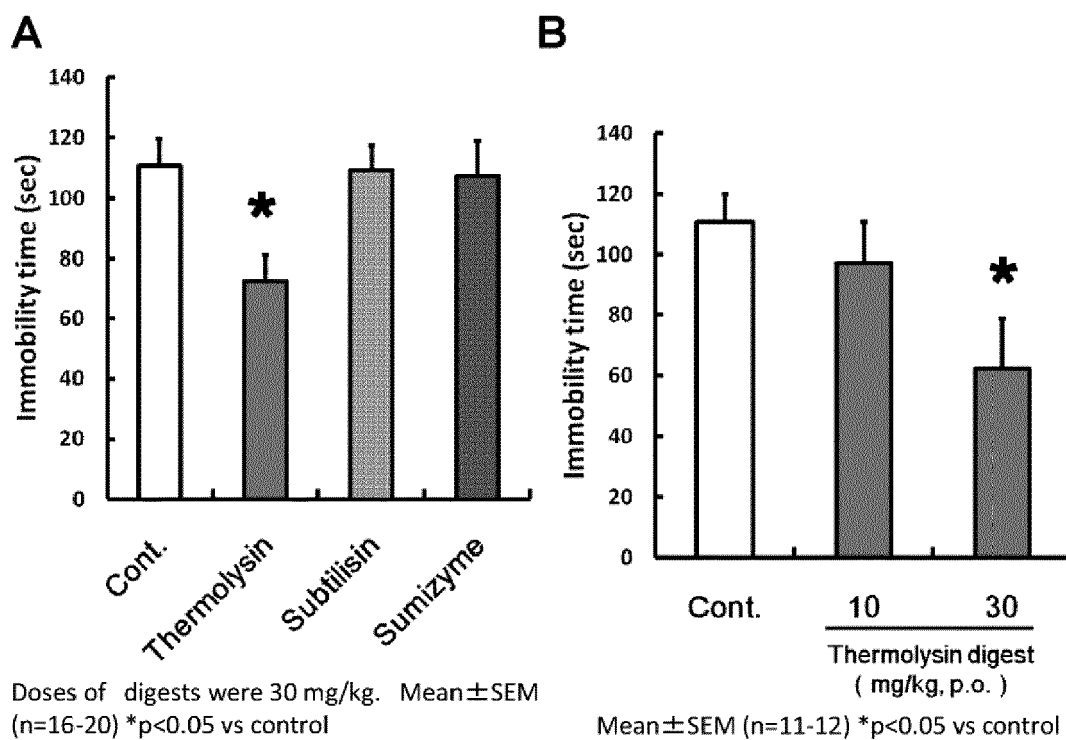 A
Immobility time (sec)
140
120
100
80
60
40
20
0
*
Cont.
Thermolysin
Subtilisin
Sumizyme
Doses of digests were 30 mg/kg. Mean±SEM
(n=16-20) *p<0.05 vs control
B
Immobility time (sec)
140
120
100
80
60
40
20
0
*
Cont. 10 30
Thermolysin digest
( mg/kg, p.o. )
Mean±SEM (n=11-12) *p<0.05 vs control